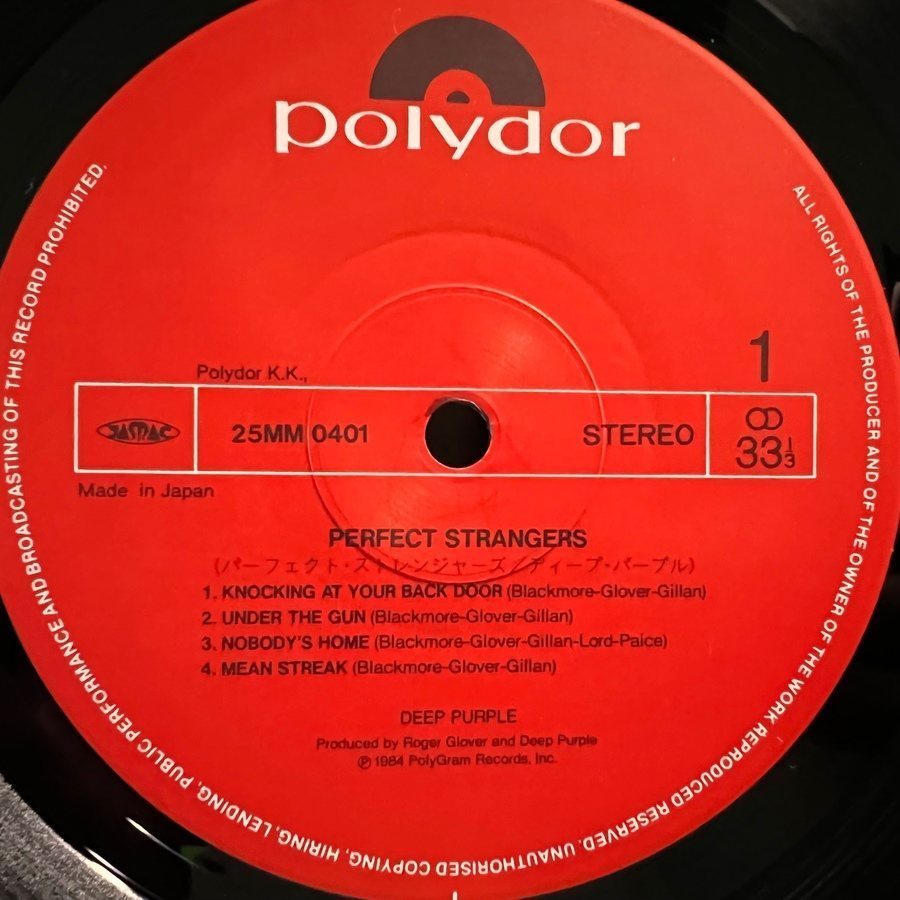 polydor
ALL RIGHTS OF THE PRODUCER AND OF THE OWNER OF THE WORK REPRODUCED RESERVED. UNAUTHORISED COPYING, HIRING, LENDING, PUBLIC PERFORMANCE AND BROADCASTING OF THIS RECORD PROHIBITED.
1
Polydor K.K.,
JASRAC
25MM 0401
STEREO
33 1/3
Made in Japan
PERFECT STRANGERS
(パーフェクト・ストレンジャーズ/ディープ・パープル)
1. KNOCKING AT YOUR BACK DOOR (Blackmore-Glover-Gillan)
2. UNDER THE GUN (Blackmore-Glover-Gillan)
3. NOBODY'S HOME (Blackmore-Glover-Gillan-Lord-Paice)
4. MEAN STREAK (Blackmore-Glover-Gillan)
DEEP PURPLE
Produced by Roger Glover and Deep Purple
℗ 1984 PolyGram Records, Inc.